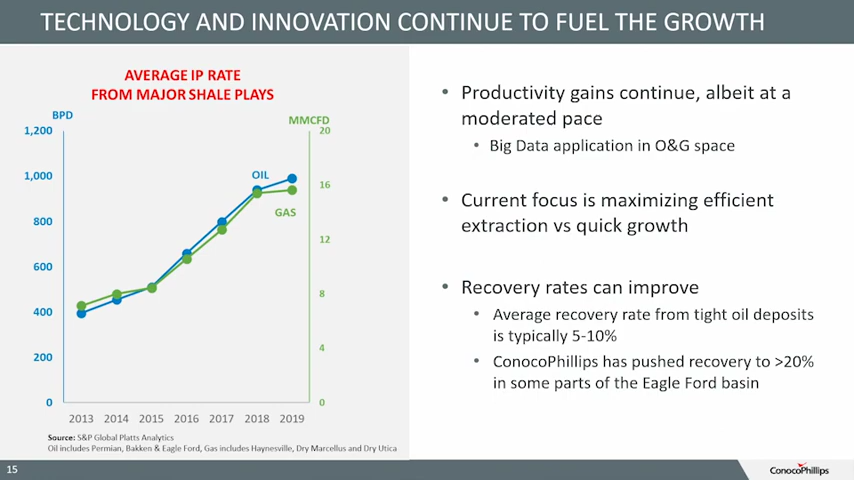 TECHNOLOGY AND INNOVATION CONTINUE TO FUEL THE GROWTH
AVERAGE IP RATE
FROM MAJOR SHALE PLAYS
BPD
MMCFD
1,200
1,000
800
600
400
200
0
20
16
12
8
4
0
OIL
GAS
2013 2014 2015 2016 2017 2018 2019
Source: S&P Global Platts Analytics
Oil includes Permian, Bakken & Eagle Ford, Gas includes Haynesville, Dry Marcellus and Dry Utica
• Productivity gains continue, albeit at a
moderated pace
• Big Data application in O&G space
• Current focus is maximizing efficient
extraction vs quick growth
• Recovery rates can improve
• Average recovery rate from tight oil deposits
is typically 5-10%
• ConocoPhillips has pushed recovery to >20%
in some parts of the Eagle Ford basin
15
ConocoPhillips